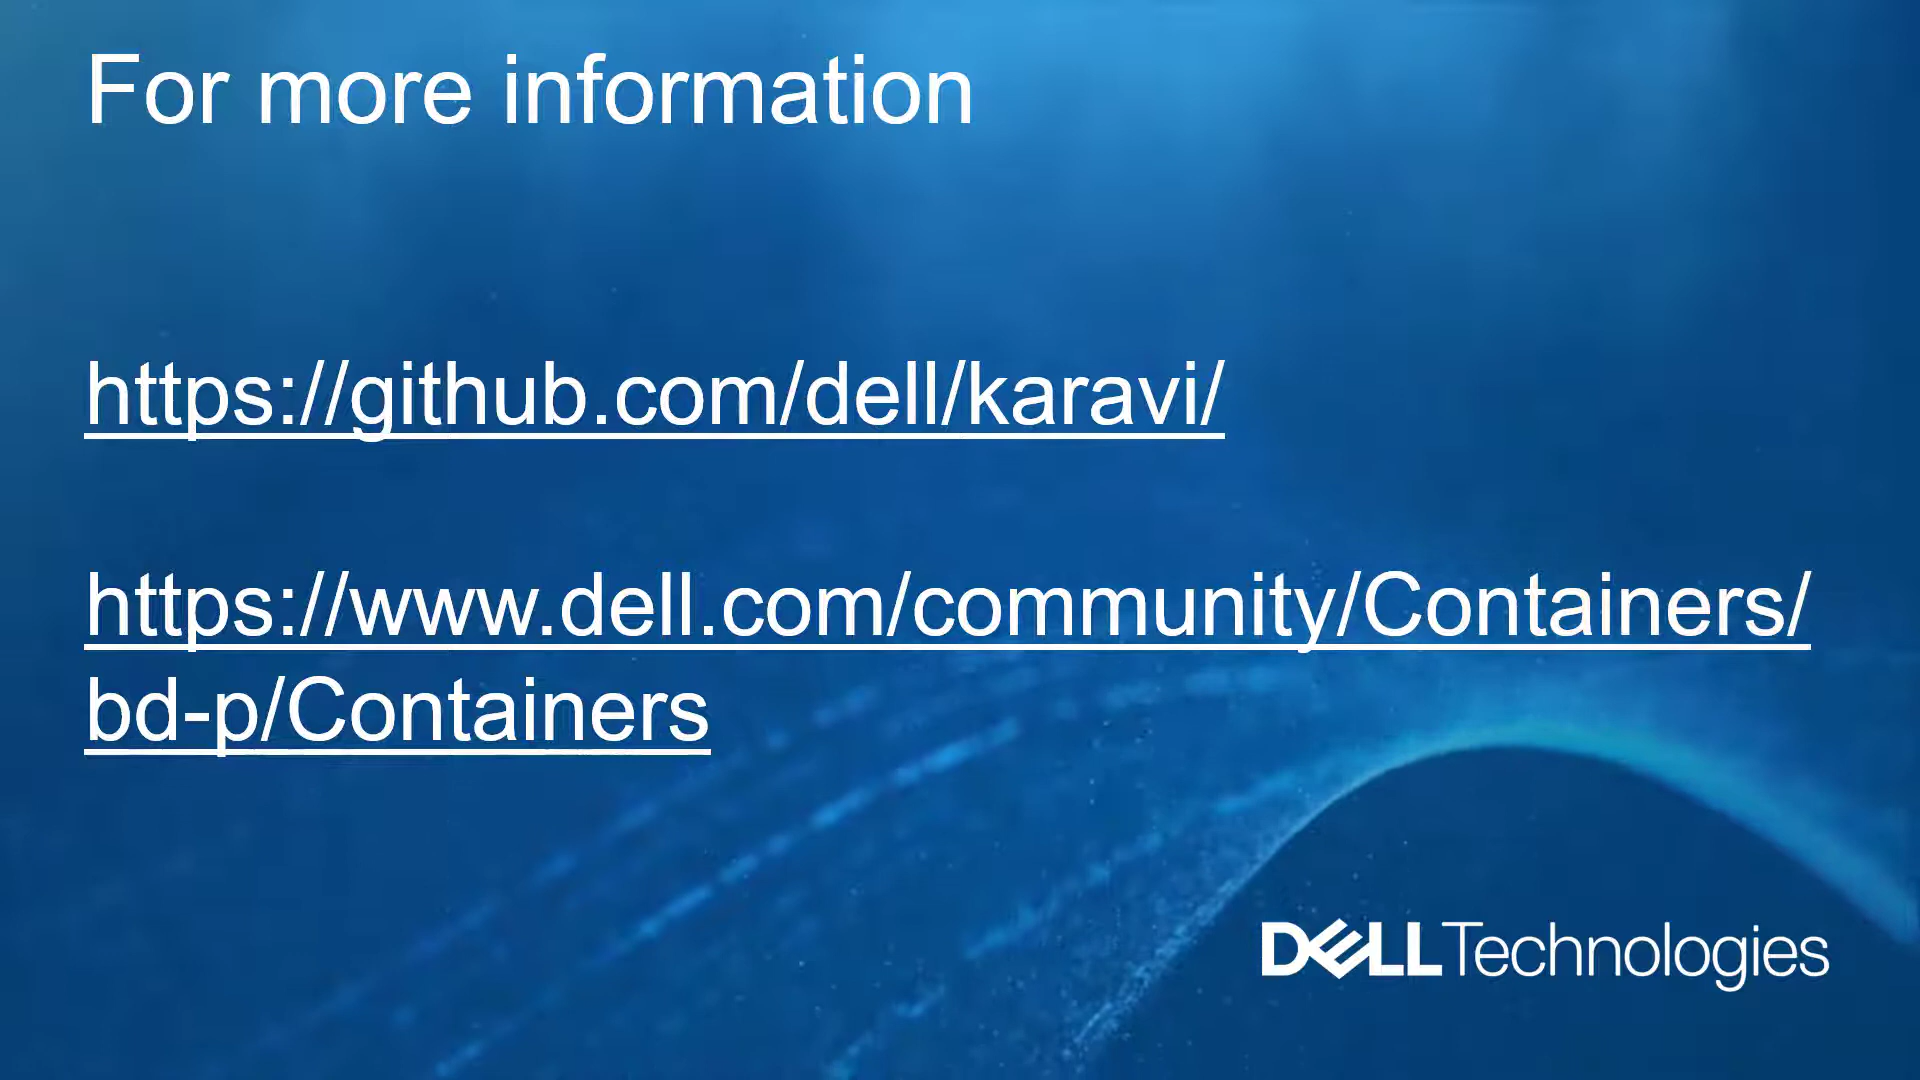 For more information
https://github.com/dell/karavi/
https://www.dell.com/community/Containers/
bd-p/Containers
DELL Technologies